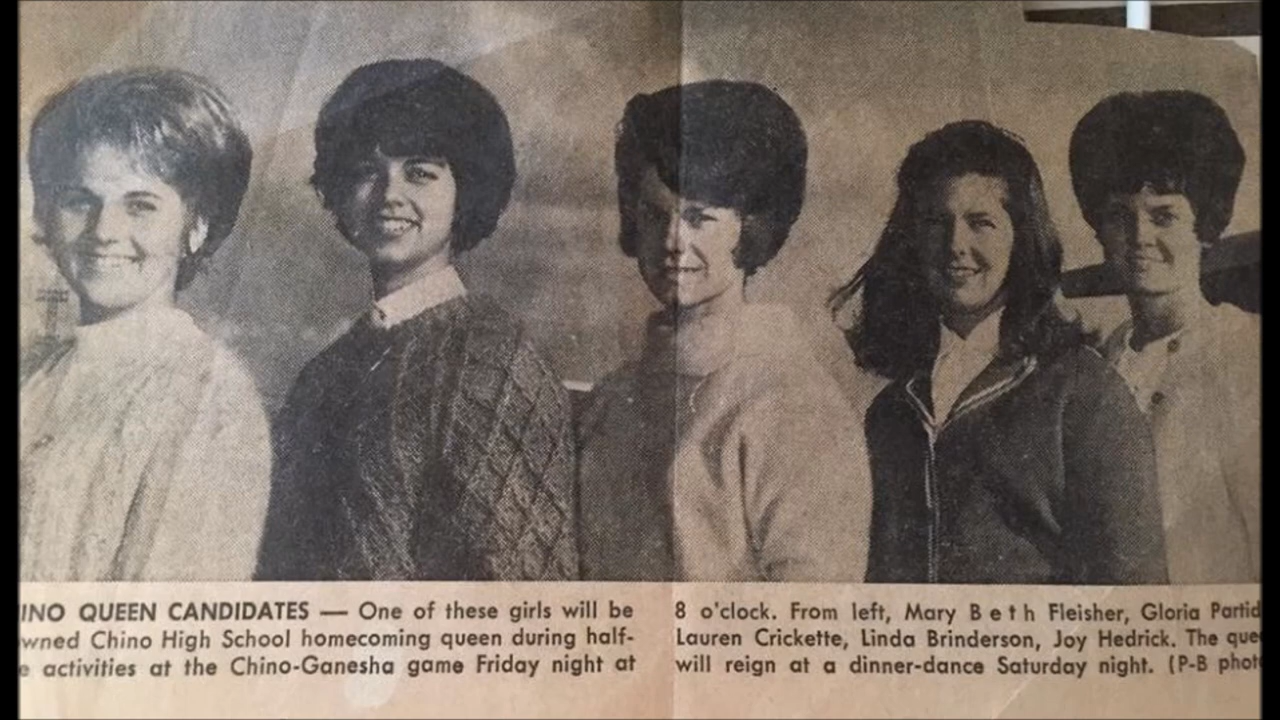 INO QUEEN CANDIDATES — One of these girls will be
wned Chino High School homecoming queen during half-
e activities at the Chino-Ganesha game Friday night at
8 o'clock. From left, Mary Beth Fleisher, Gloria Partid
Lauren Crickette, Linda Brinderson, Joy Hedrick. The que
will reign at a dinner-dance Saturday night. (P-B phot